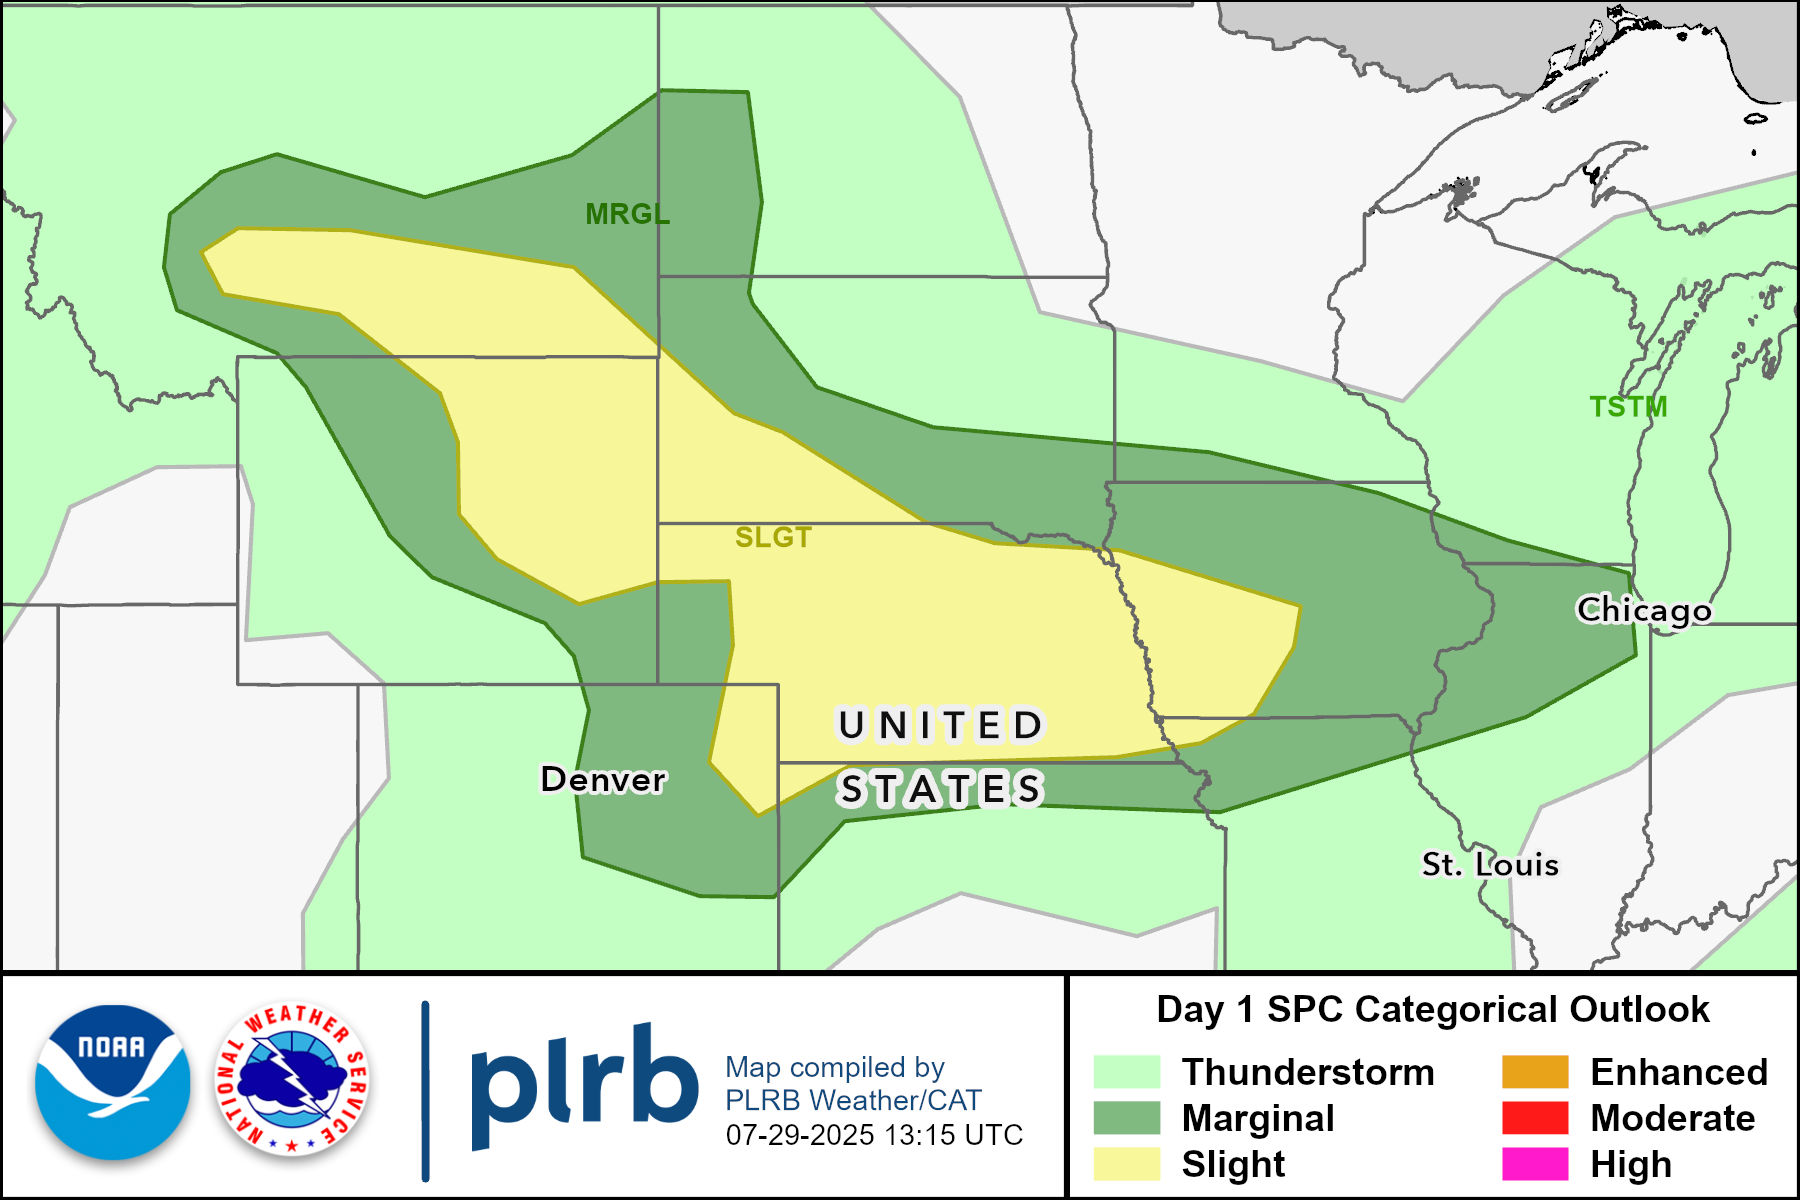 MRGL
TSTM
SLGT
Chicago
UNITED
STATES
Denver
St. Louis
NOAA
NATIONAL WEATHER SERVICE
plrb
Map compiled by
PLRB Weather/CAT
07-29-2025 13:15 UTC
Day 1 SPC Categorical Outlook
Thunderstorm
Marginal
Slight
Enhanced
Moderate
High